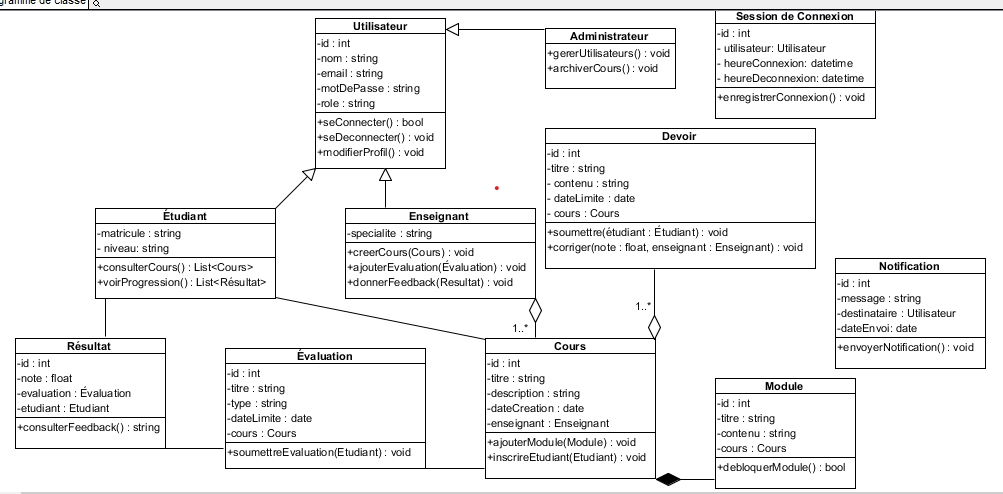 gramme de classe
Utilisateur
-id : int
-nom : string
-email : string
-motDePasse : string
-role : string
+seConnecter() : bool
+seDeconnecter() : void
+modifierProfil() : void
Administrateur
+gererUtilisateurs() : void
+archiverCours() : void
Session de Connexion
-id : int
- utilisateur: Utilisateur
- heureConnexion: datetime
- heureDeconnexion: datetime
+enregistrerConnexion() : void
Devoir
-id : int
-titre : string
- contenu : string
- dateLimite : date
- cours : Cours
+soumettre(étudiant : Étudiant) : void
+corriger(note : float, enseignant : Enseignant) : void
Étudiant
-matricule : string
- niveau: string
+consulterCours() : List<Cours>
+voirProgression() : List<Résultat>
Enseignant
-specialite : string
+creerCours(Cours) : void
+ajouterEvaluation(Évaluation) : void
+donnerFeedback(Resultat) : void
Notification
-id : int
-message : string
-destinataire : Utilisateur
-dateEnvoi: date
+envoyerNotification() : void
1..*
1..*
Résultat
-id : int
-note : float
-evaluation : Évaluation
-etudiant : Etudiant
+consulterFeedback() : string
Évaluation
-id : int
-titre : string
-type : string
-dateLimite : date
-cours : Cours
+soumettreEvaluation(Etudiant) : void
Cours
-id : int
-titre : string
-description : string
-dateCreation : date
-enseignant : Enseignant
+ajouterModule(Module) : void
+inscrireEtudiant(Etudiant) : void
Module
-id : int
-titre : string
-contenu : string
-cours : Cours
+debloquerModule() : bool